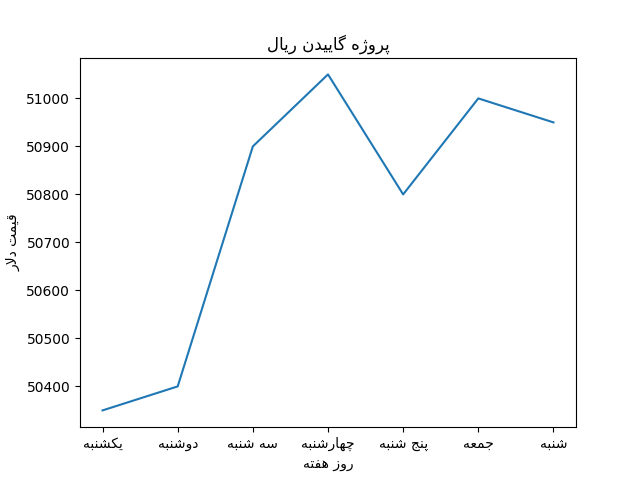 پروژه گاییدن ریال
قیمت دلار
51000
50900
50800
50700
50600
50500
50400
یکشنبه دوشنبه سه شنبه چهارشنبه پنج شنبه جمعه شنبه
روز هفته